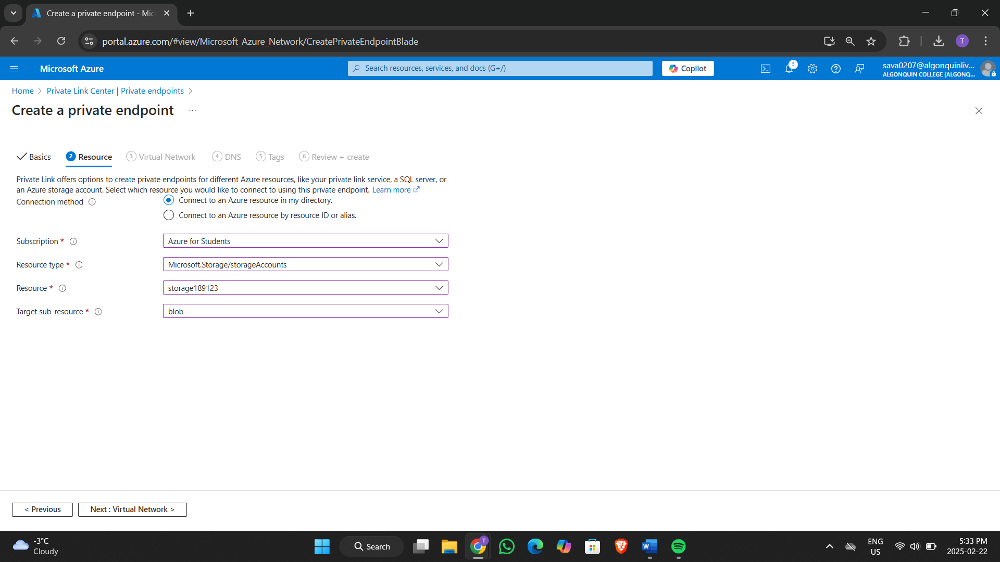 Create a private endpoint - Mic
portal.azure.com/#view/Microsoft_Azure_Network/CreatePrivateEndpointBlade
T
Microsoft Azure
Search resources, services, and docs (G+/)
Copilot
3
sava0207@algonquinliv...
ALGONQUIN COLLEGE (ALGONQ...
Home > Private Link Center | Private endpoints >
Create a private endpoint ...
Basics
2 Resource
3 Virtual Network
4 DNS
5 Tags
6 Review + create
Private Link offers options to create private endpoints for different Azure resources, like your private link service, a SQL server, or
an Azure storage account. Select which resource you would like to connect to using this private endpoint. Learn more
Connection method
Connect to an Azure resource in my directory.
Connect to an Azure resource by resource ID or alias.
Subscription *
Azure for Students
Resource type *
Microsoft.Storage/storageAccounts
Resource *
storage189123
Target sub-resource *
blob
< Previous
Next : Virtual Network >
-3°C
Cloudy
Search
T
W
ENG
US
5:33 PM
2025-02-22